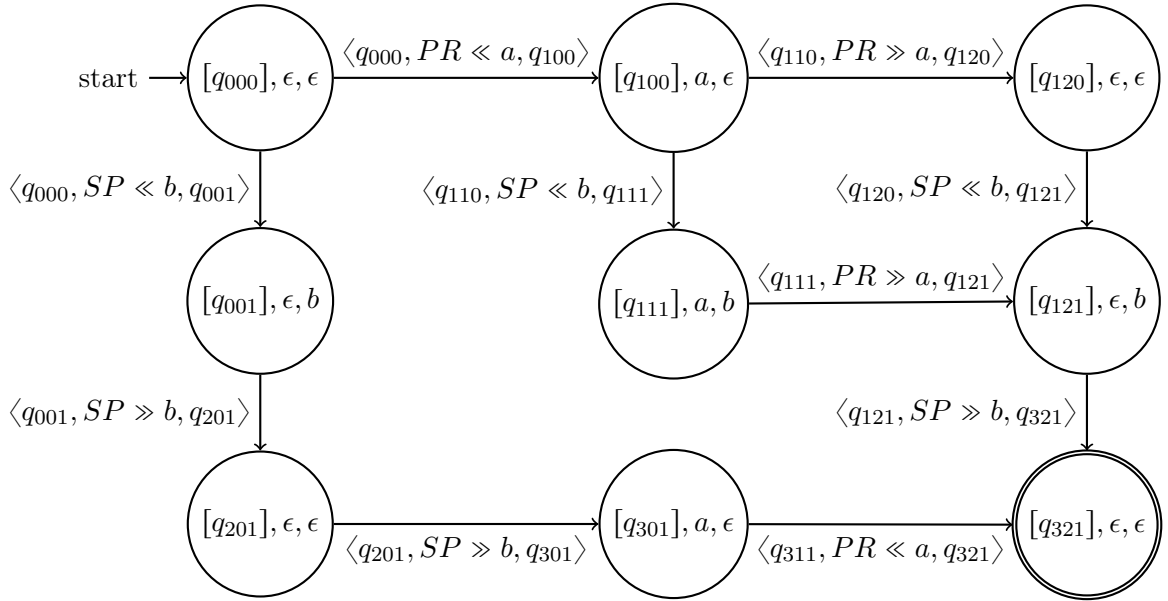 ⟨q₀₀₀, PR ≪ a, q₁₀₀⟩ ⟨q₁₁₀, PR ≫ a, q₁₂₀⟩
start [q₀₀₀], ϵ, ϵ [q₁₀₀], a, ϵ [q₁₂₀], ϵ, ϵ
⟨q₀₀₀, SP ≪ b, q₀₀₁⟩ ⟨q₁₁₀, SP ≪ b, q₁₁₁⟩ ⟨q₁₂₀, SP ≪ b, q₁₂₁⟩
⟨q₁₁₁, PR ≫ a, q₁₂₁⟩
[q₀₀₁], ϵ, b [q₁₁₁], a, b [q₁₂₁], ϵ, b
⟨q₀₀₁, SP ≫ b, q₂₀₁⟩ ⟨q₁₂₁, SP ≫ b, q₃₂₁⟩
[q₂₀₁], ϵ, ϵ [q₃₀₁], a, ϵ [q₃₂₁], ϵ, ϵ
⟨q₂₀₁, SP ≫ b, q₃₀₁⟩ ⟨q₃₁₁, PR ≪ a, q₃₂₁⟩